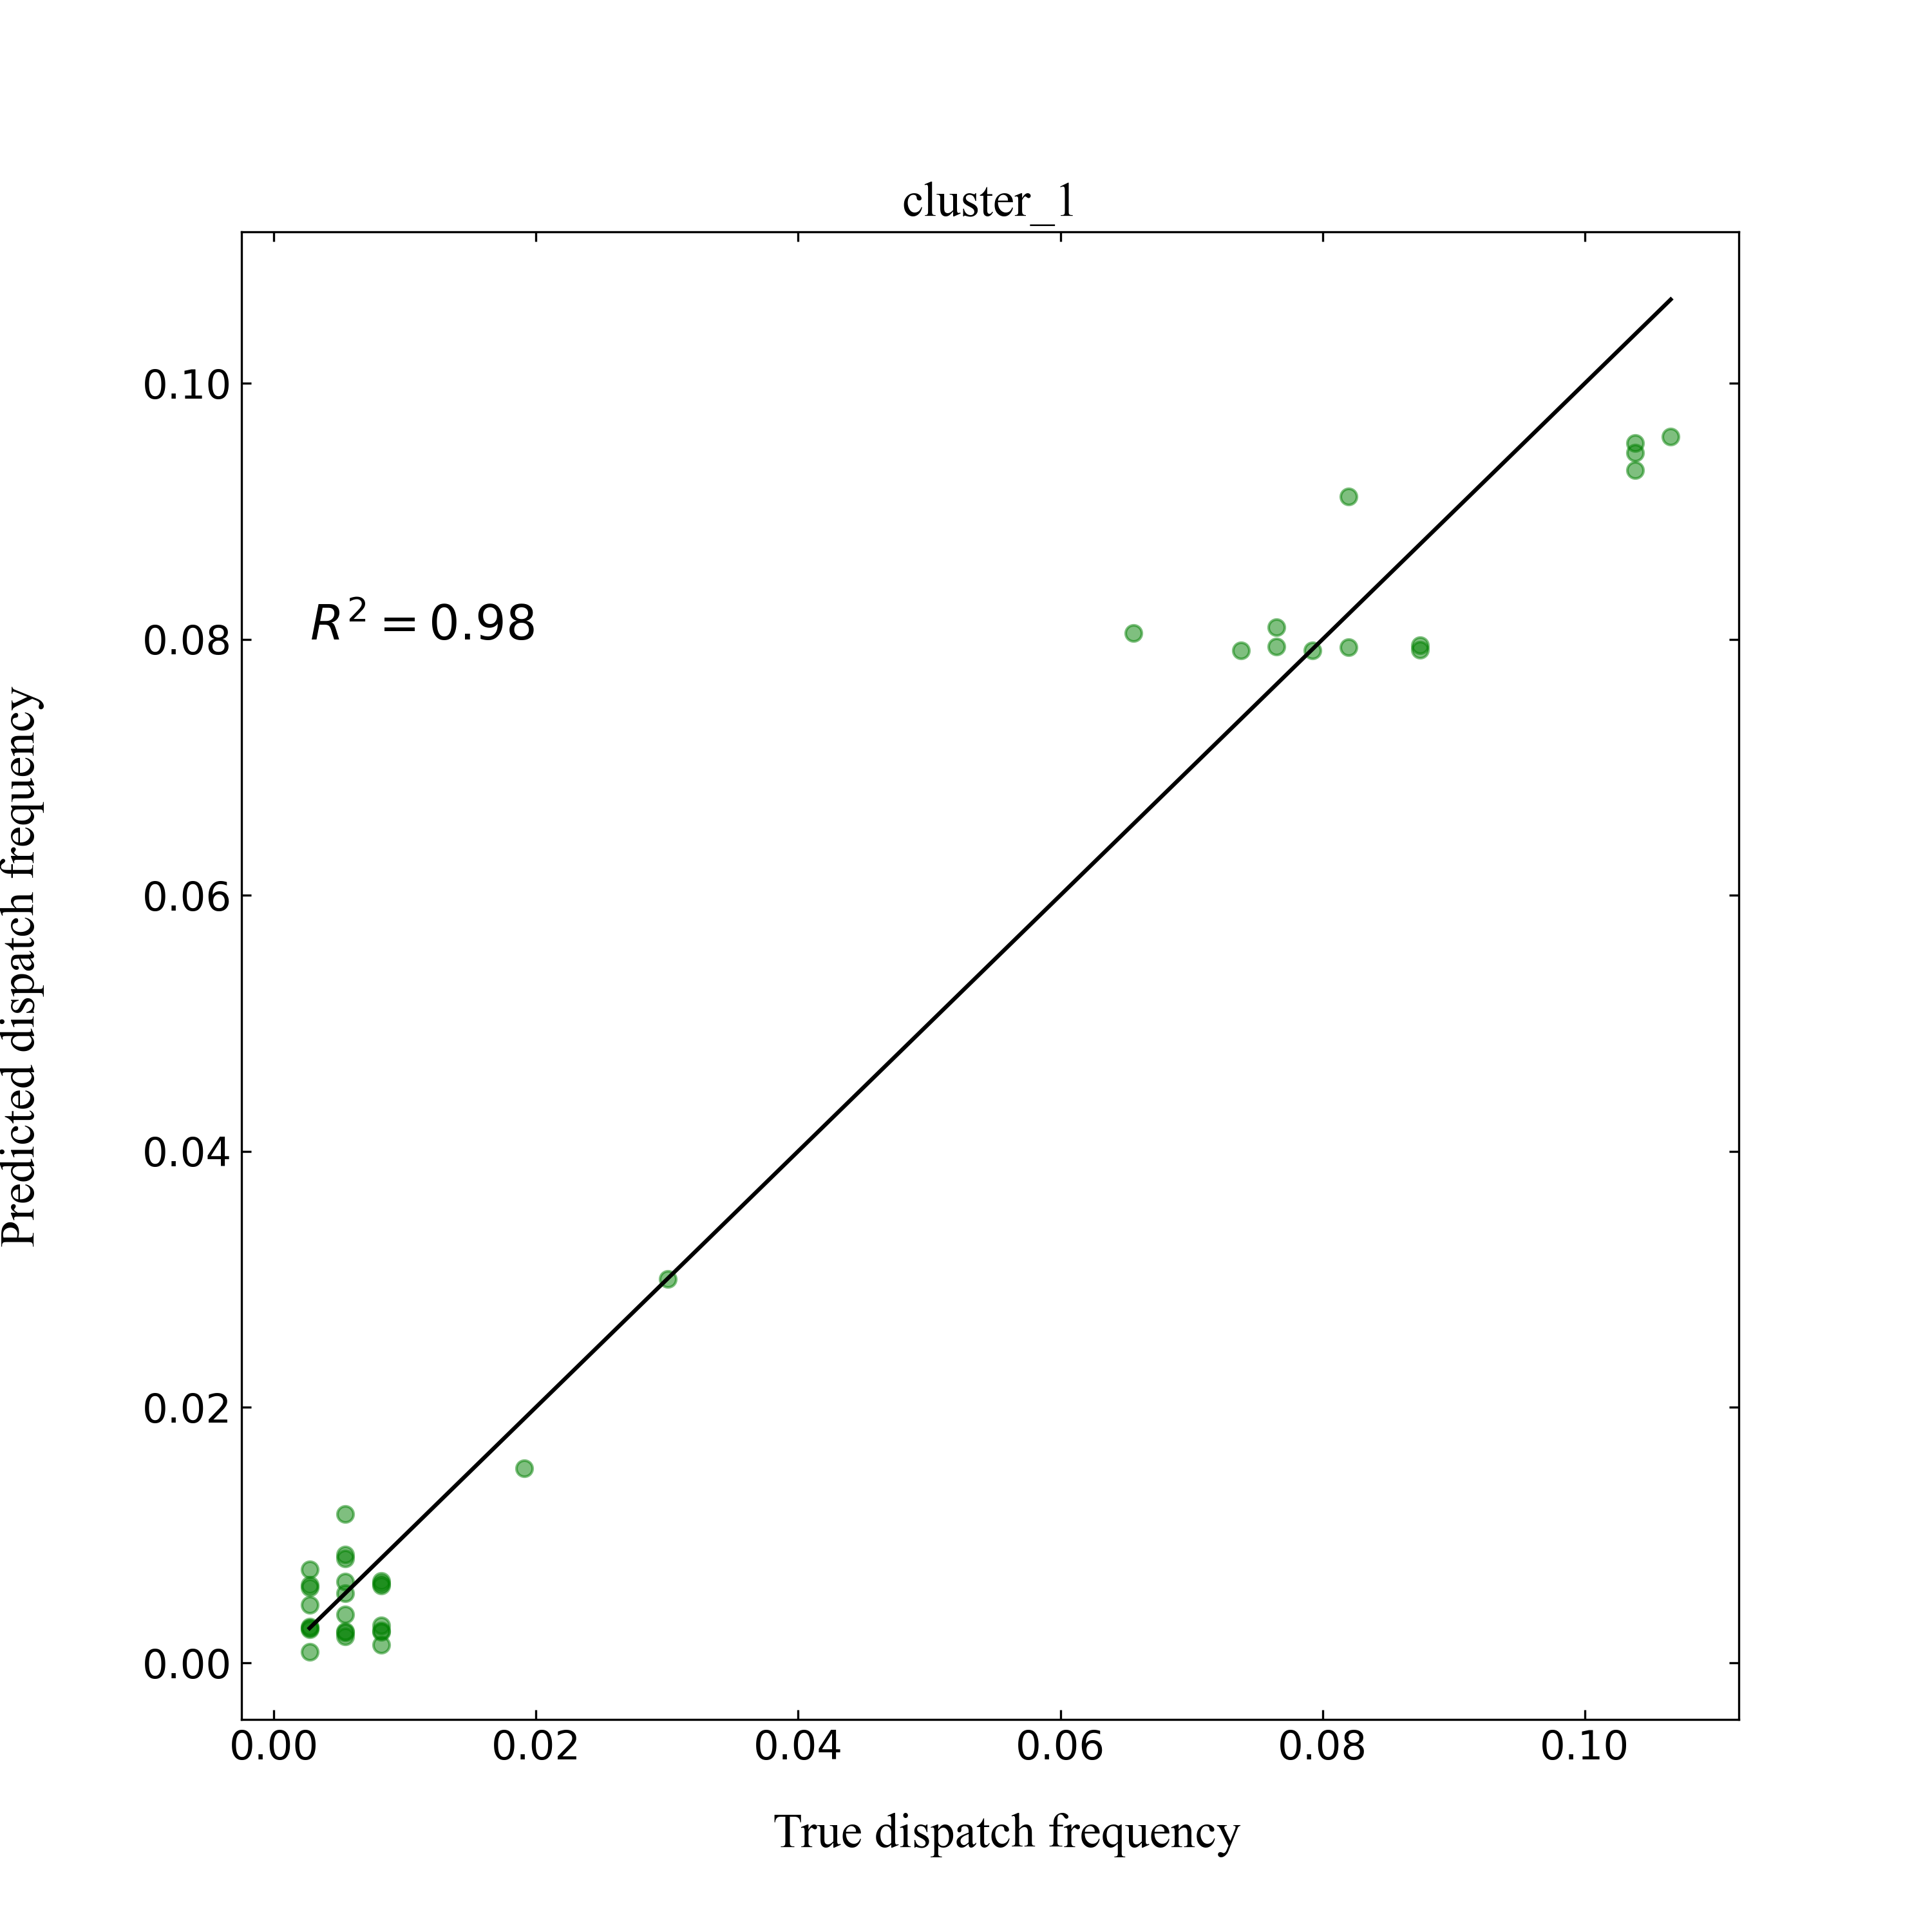 cluster_1
0.10
R² = 0.98
0.08
0.06
0.04
0.02
0.00
Predicted dispatch frequency
0.00 0.02 0.04 0.06 0.08 0.10
True dispatch frequency